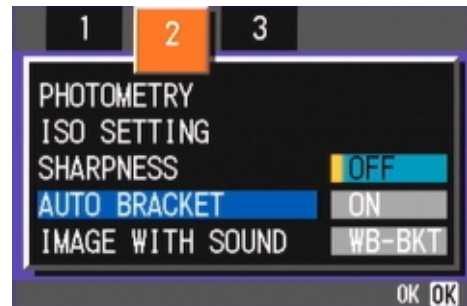 1 2 3
PHOTOMETRY
ISO SETTING
SHARPNESS OFF
AUTO BRACKET ON
IMAGE WITH SOUND WB-BKT
OK OK